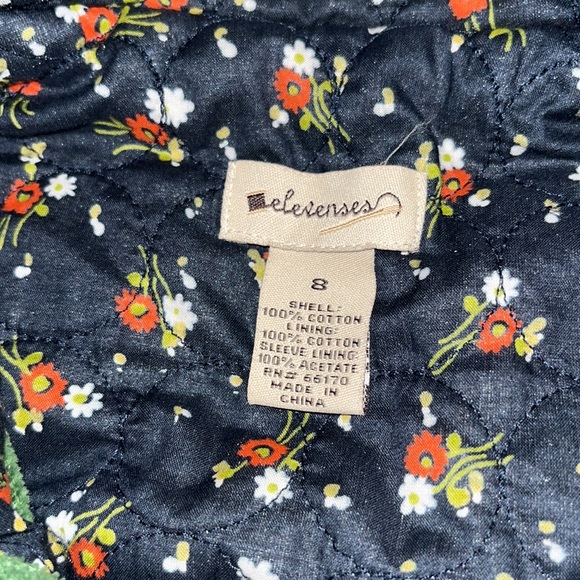 elevenses
8
SHELL:
100% COTTON
LINING:
100% COTTON
SLEEVE LINING:
100% ACETATE
RN# 66170
MADE IN
CHINA